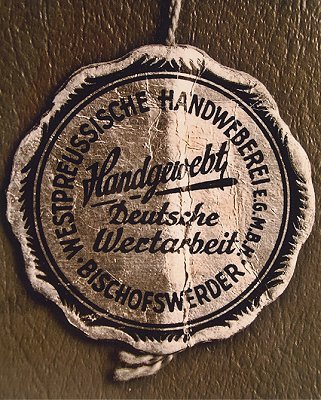 WESTPREUSSISCHE HANDWEBEREI E.G.M.B.H.
Handgewebt
Deutsche
Wertarbeit
BISCHOFSWERDER